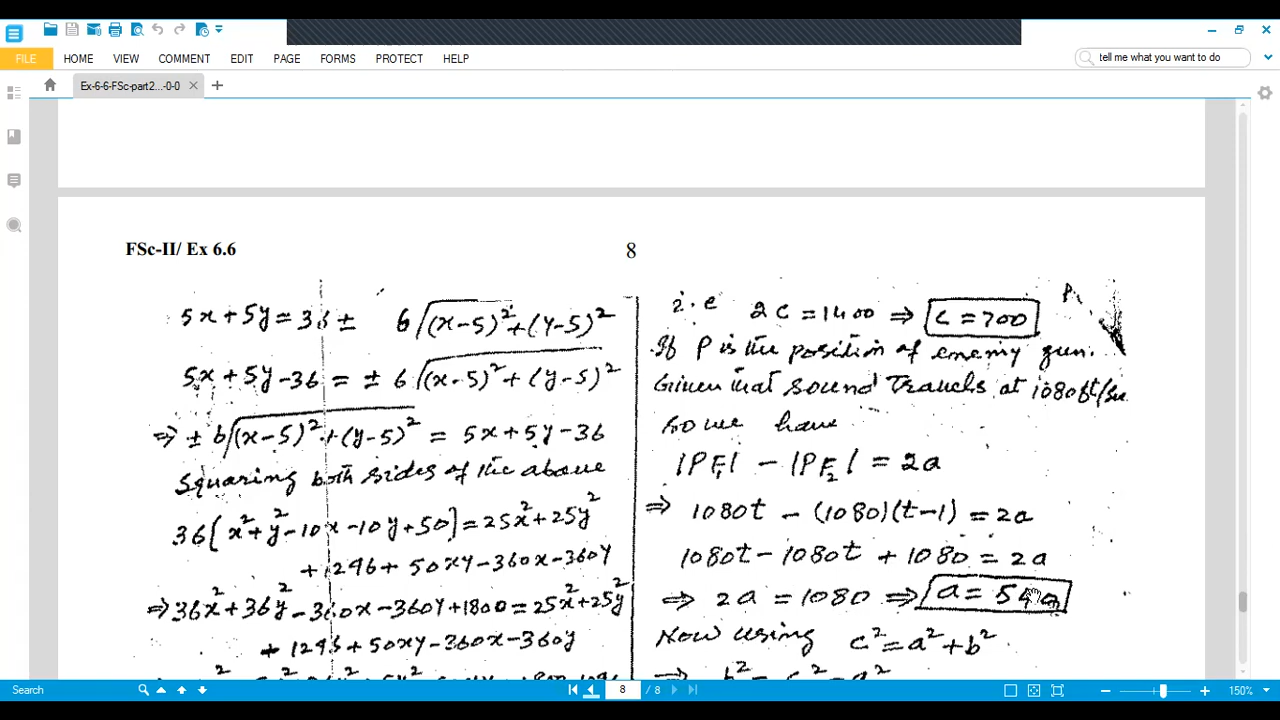 FILE HOME VIEW COMMENT EDIT PAGE FORMS PROTECT HELP
tell me what you want to do
Ex-6-6-FSc-part2...-0-0
FSc-II/ Ex 6.6
8
5x+5y=36 ± 6√(x-5)²+(y-5)²
5x+5y-36 = ± 6√(x-5)²+(y-5)²
⇒ ± 6√(x-5)²+(y-5)² = 5x+5y-36
Squaring both sides of the above
36[x²+y²-10x-10y+50]=25x²+25y²
+1296+50xy-360x-360y
⇒36x²+36y²-360x-360y+1800=25x²+25y²
+1296+50xy-360x-360y
i.e 2c=1400 ⇒ c=700
If P is the position of enemy gun.
Given that sound Travels at 1080ft/sec
so we have
|PF₁| - |PF₂| = 2a
⇒ 1080t - (1080)(t-1) = 2a
1080t-1080t + 1080 = 2a
⇒ 2a = 1080 ⇒ a=540
Now using c²=a²+b²
⇒ b² = c²-a²
Search
8 / 8
150%